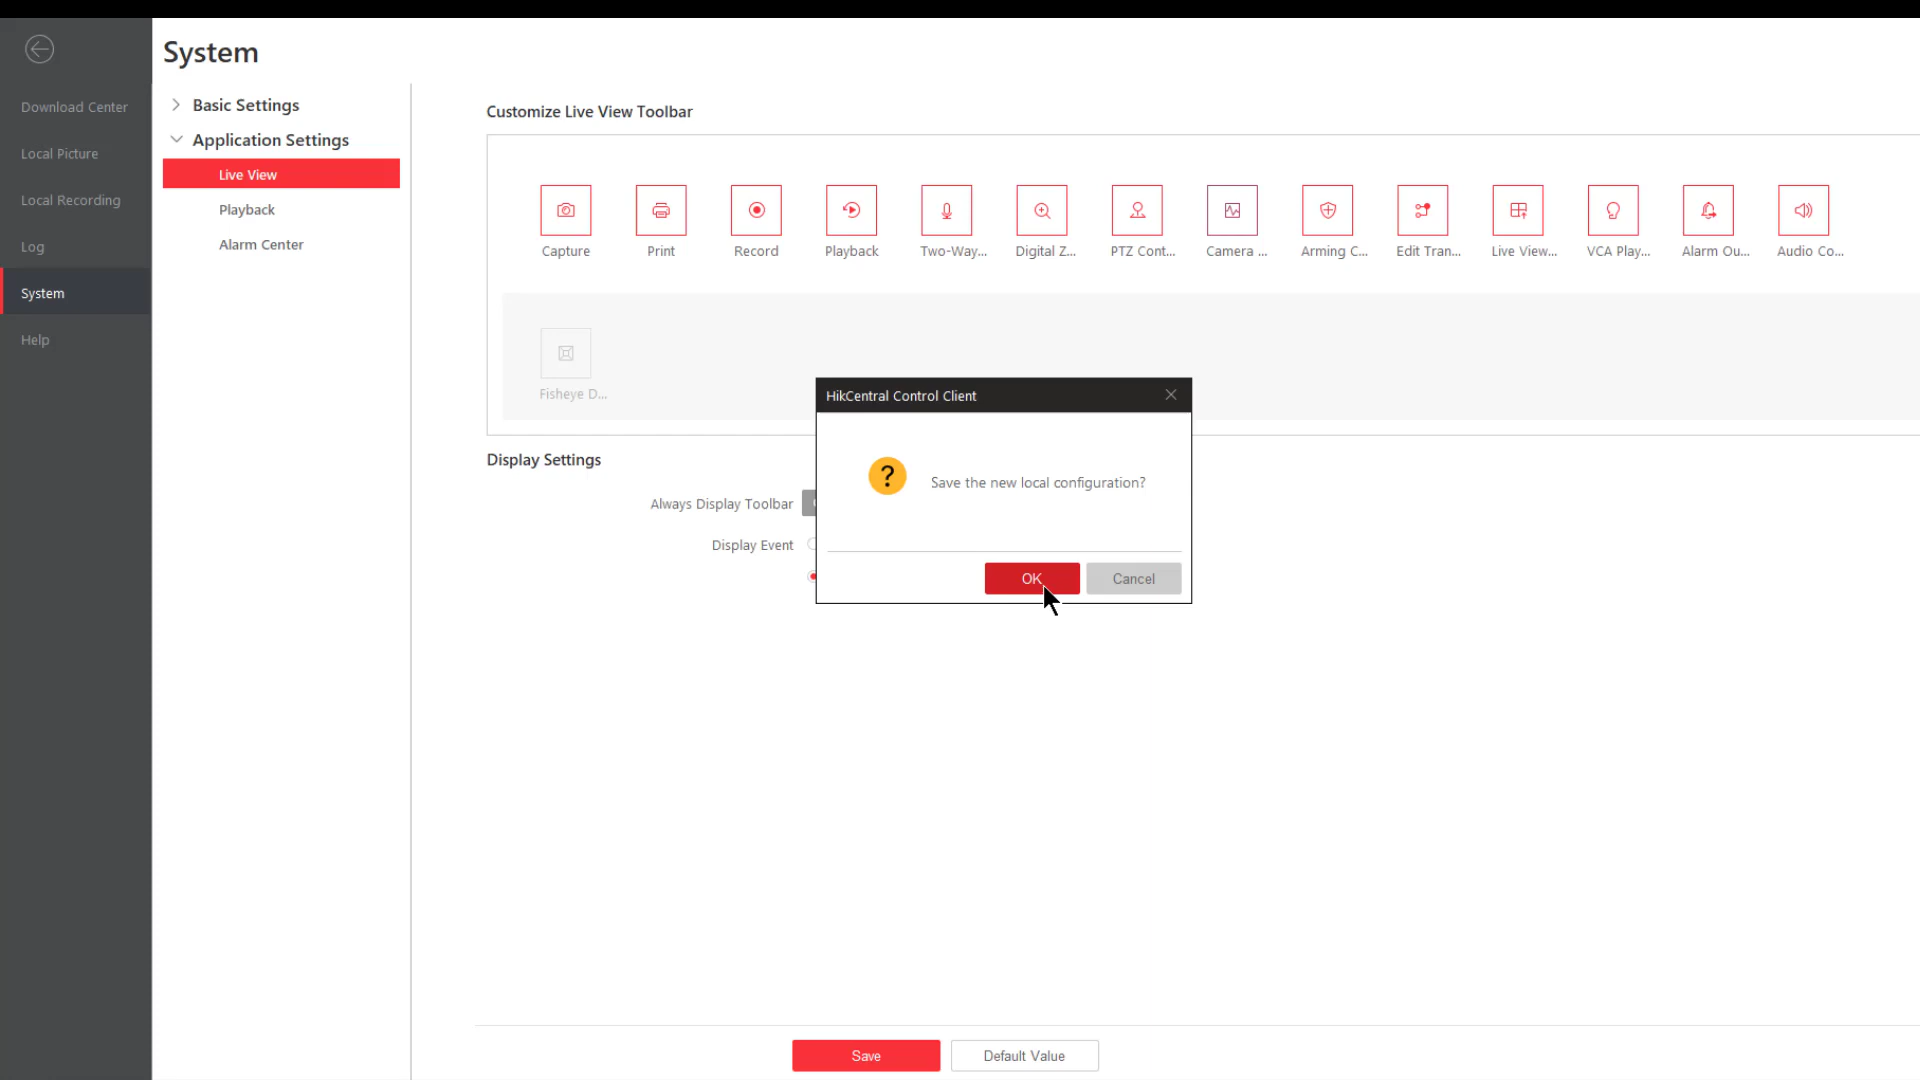 System
Download Center
Local Picture
Local Recording
Log
System
Help
Basic Settings
Application Settings
Live View
Playback
Alarm Center
Customize Live View Toolbar
Capture
Print
Record
Playback
Two-Way...
Digital Z...
PTZ Cont...
Camera ...
Arming C...
Edit Tran...
Live View...
VCA Play...
Alarm Ou...
Audio Co...
Fisheye D...
Display Settings
Always Display Toolbar
Display Event
HikCentral Control Client
?
Save the new local configuration?
OK
Cancel
Save
Default Value